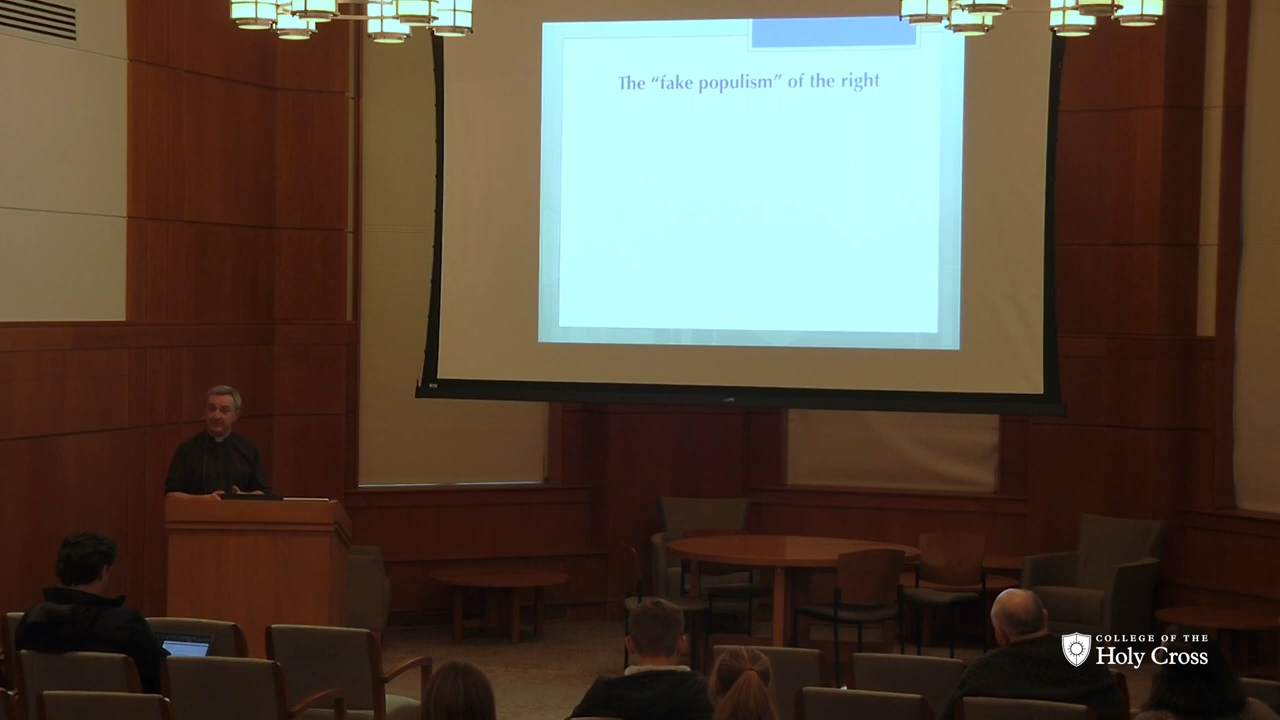 The “fake populism” of the right
COLLEGE OF THE
Holy Cross